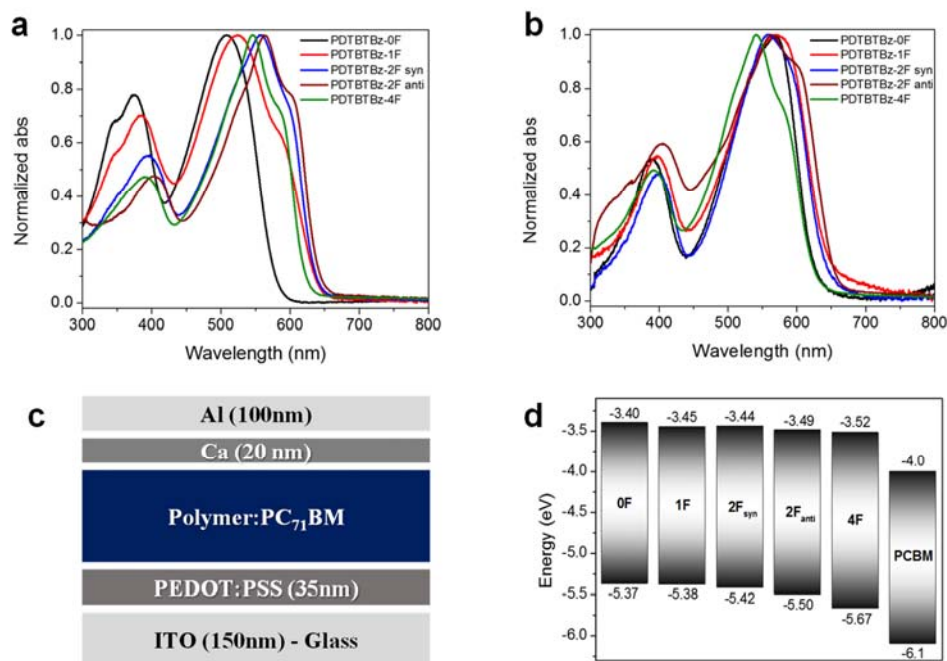 a
PDTBTBz-0F
PDTBTBz-1F
PDTBTBz-2F syn
PDTBTBz-2F anti
PDTBTBz-4F
Normalized abs
1.0
0.8
0.6
0.4
0.2
0.0
300 400 500 600 700 800
Wavelength (nm)
b
PDTBTBz-0F
PDTBTBz-1F
PDTBTBz-2F syn
PDTBTBz-2F anti
PDTBTBz-4F
Normalized abs
1.0
0.8
0.6
0.4
0.2
0.0
300 400 500 600 700 800
Wavelength (nm)
c
Al (100nm)
Ca (20 nm)
Polymer:PC₇₁BM
PEDOT:PSS (35nm)
ITO (150nm) - Glass
d
Energy (eV)
-3.5
-4.0
-4.5
-5.0
-5.5
-6.0
-3.40 -3.45 -3.44 -3.49 -3.52
-4.0
0F 1F 2Fsyn 2Fanti 4F
PCBM
-5.37 -5.38 -5.42 -5.50 -5.67
-6.1